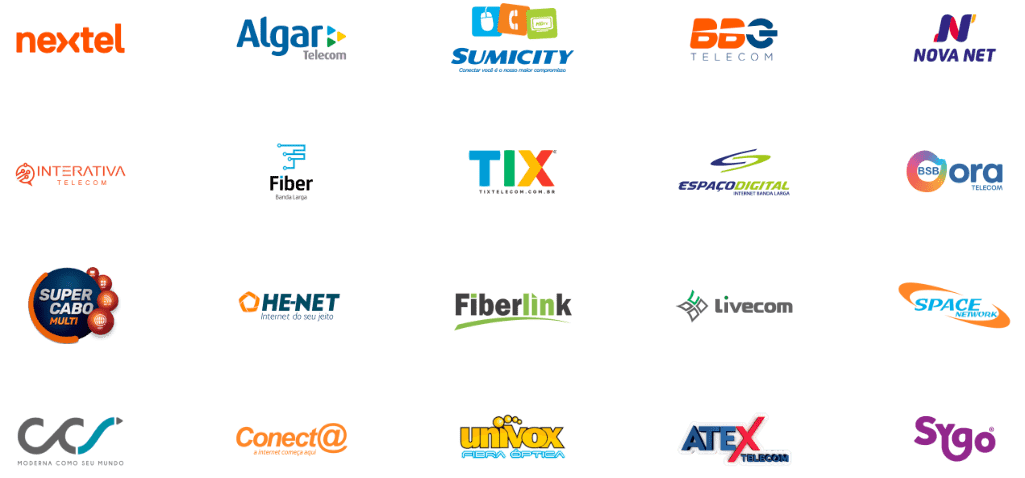 nextel
Algar
Telecom
SUMICITY
Conectar você é o nosso maior compromisso
BBG
TELECOM
NOVA NET
INTERATIVA
TELECOM
Fiber
Banda Larga
TIX
TIXTELECOM.COM.BR
ESPAÇODIGITAL
INTERNET BANDA LARGA
BSB
ora
TELECOM
SUPER
CABO
MULTI
HE-NET
Internet do seu jeito
Fiberlink
Livecom
SPACE
NETWORK
CCS
MODERNA COMO SEU MUNDO
Conect@
a internet começa aqui
UNIVOX
FIBRA ÓPTICA
ATEX
TELECOM
Sygo